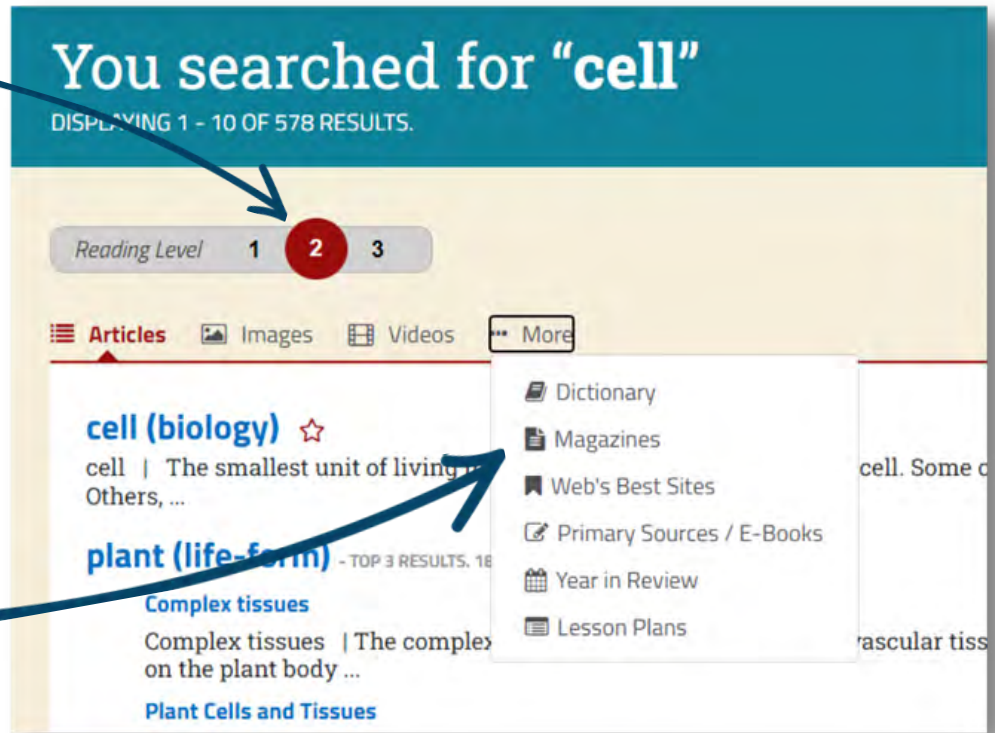 You searched for “cell”
DISPLAYING 1 - 10 OF 578 RESULTS.
Reading Level 1 2 3
Articles Images Videos ••• More
Dictionary
Magazines
Web's Best Sites
Primary Sources / E-Books
Year in Review
Lesson Plans
cell (biology)
cell | The smallest unit of living cell. Some
Others, ...
plant (life-form) - TOP 3 RESULTS. 18
Complex tissues
Complex tissues | The complex vascular tiss
on the plant body ...
Plant Cells and Tissues